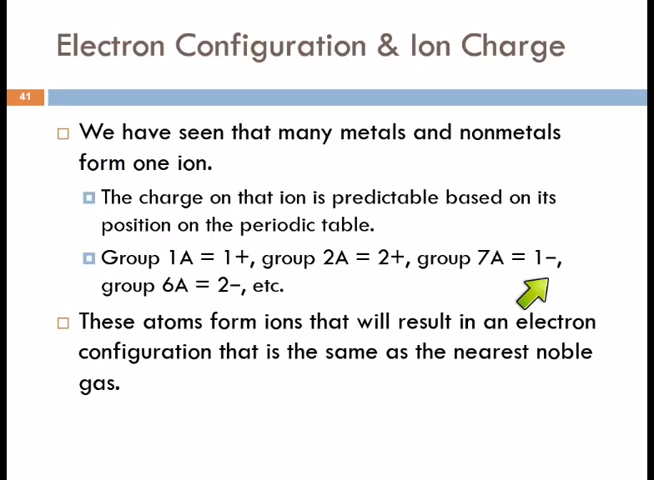 Electron Configuration & Ion Charge
41
We have seen that many metals and nonmetals
form one ion.
The charge on that ion is predictable based on its
position on the periodic table.
Group 1A = 1+, group 2A = 2+, group 7A = 1−,
group 6A = 2−, etc.
These atoms form ions that will result in an electron
configuration that is the same as the nearest noble
gas.